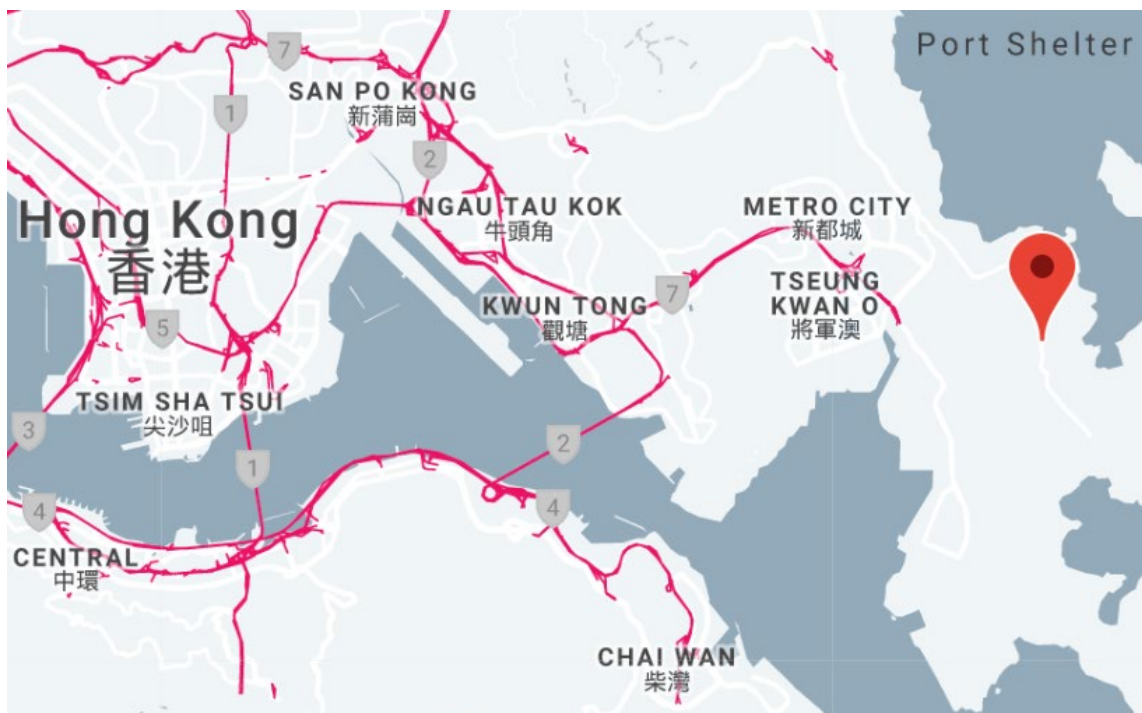 Port Shelter
7
SAN PO KONG
新蒲崗
1
2
NGAU TAU KOK
牛頭角
METRO CITY
新都城
Hong Kong
香港
TSEUNG
KWAN O
將軍澳
7
KWUN TONG
觀塘
5
TSIM SHA TSUI
尖沙咀
3
2
1
4
4
CENTRAL
中環
CHAI WAN
柴灣